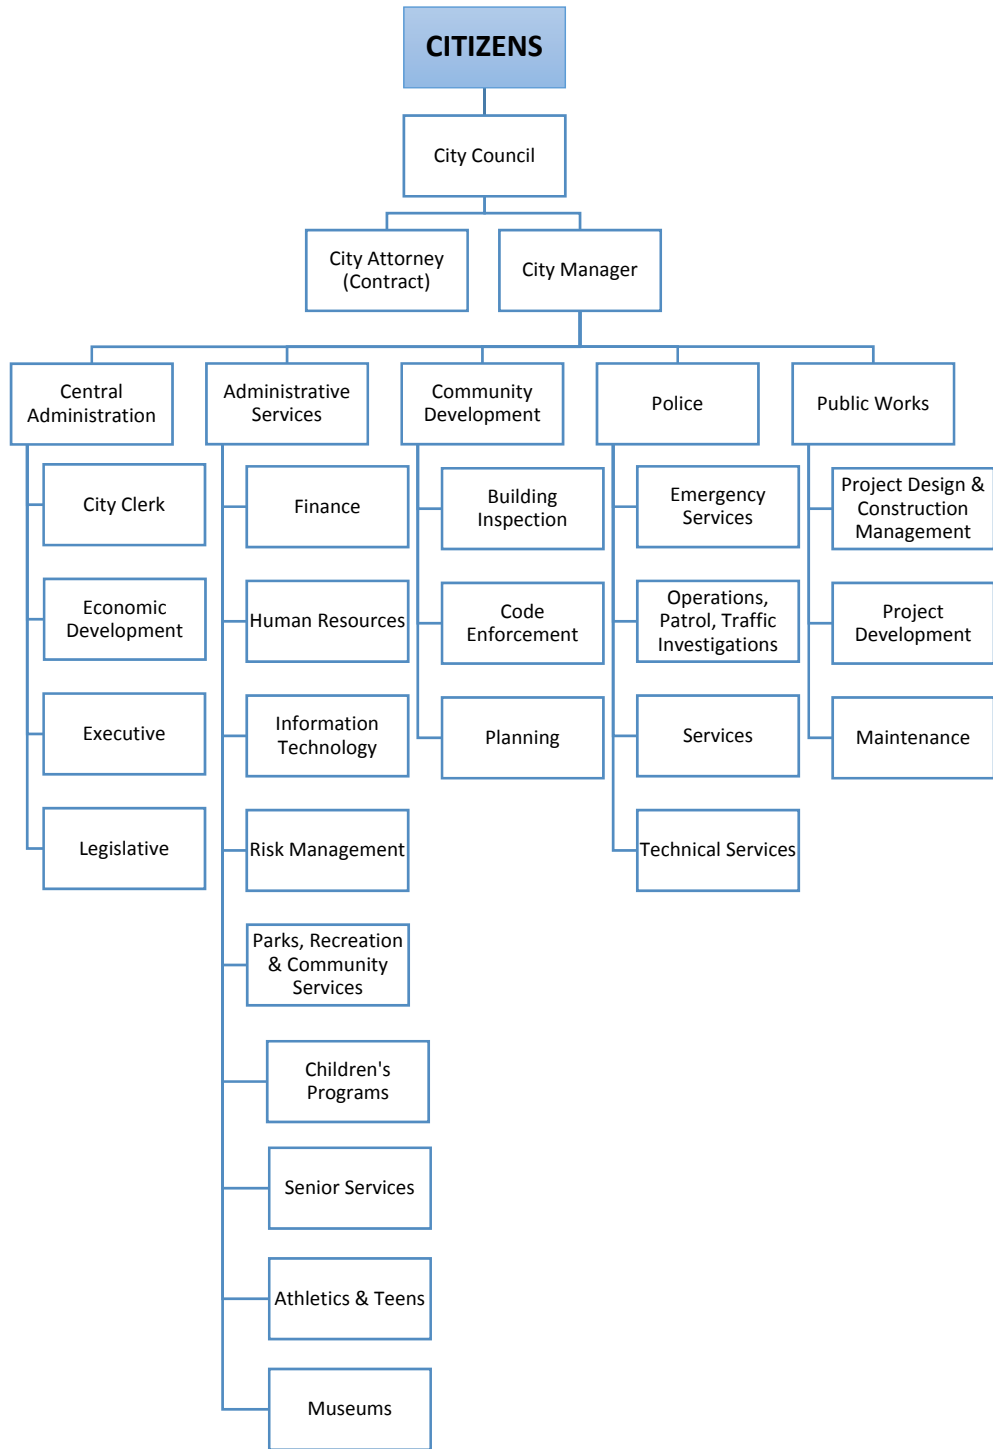 CITIZENS
City Council
City Attorney
(Contract)
City Manager
Central
Administration
Administrative
Services
Community
Development
Police
Public Works
City Clerk
Economic
Development
Executive
Legislative
Finance
Human Resources
Information
Technology
Risk Management
Parks, Recreation
& Community
Services
Children's
Programs
Senior Services
Athletics & Teens
Museums
Building
Inspection
Code
Enforcement
Planning
Emergency
Services
Operations,
Patrol, Traffic
Investigations
Services
Technical Services
Project Design &
Construction
Management
Project
Development
Maintenance